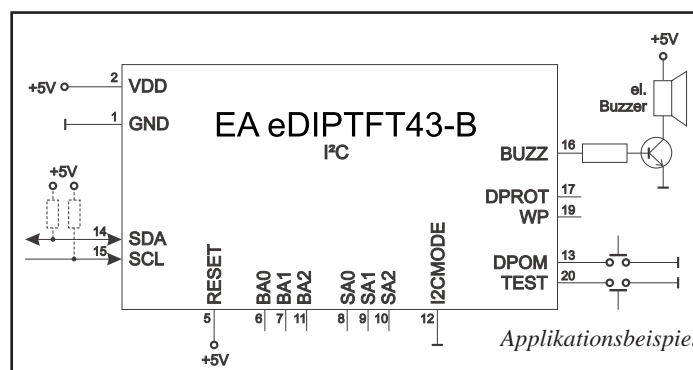 +5V
2
VDD
1
GND
EA eDIPTFT43-B
I²C
+5V
el.
Buzzer
16
BUZZ
17
DPROT
19
WP
+5V
14
SDA
15
SCL
13
DPOM
20
TEST
RESET
BA0
BA1
BA2
SA0
SA1
SA2
I2CMODE
5
6
7
11
8
9
10
12
+5V
Applikationsbeispiel